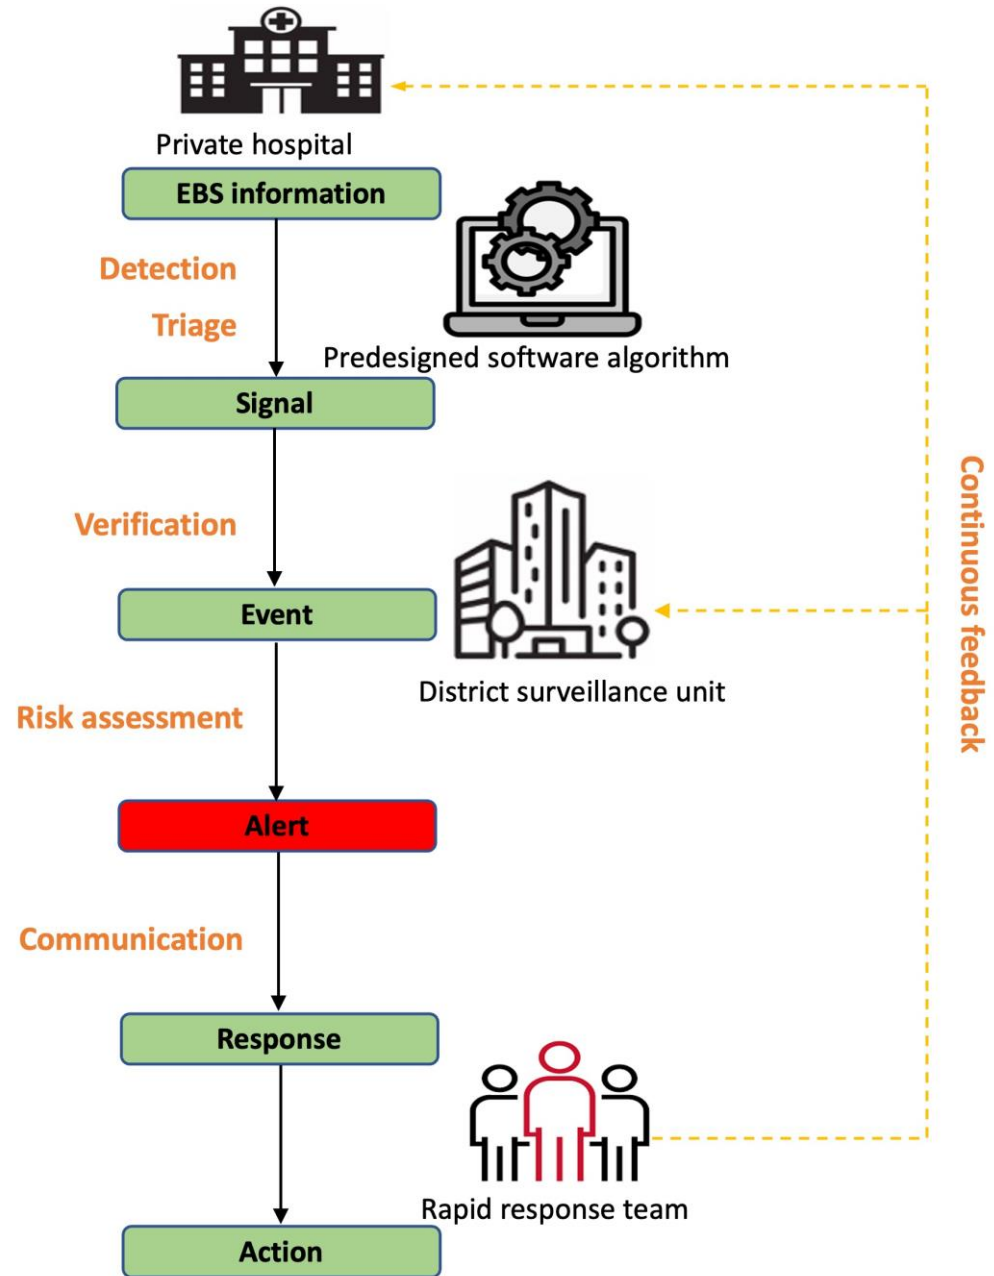 Private hospital
EBS information
Detection
Triage
Predesigned software algorithm
Signal
Verification
Event
District surveillance unit
Risk assessment
Alert
Communication
Response
Rapid response team
Action
Continuous feedback